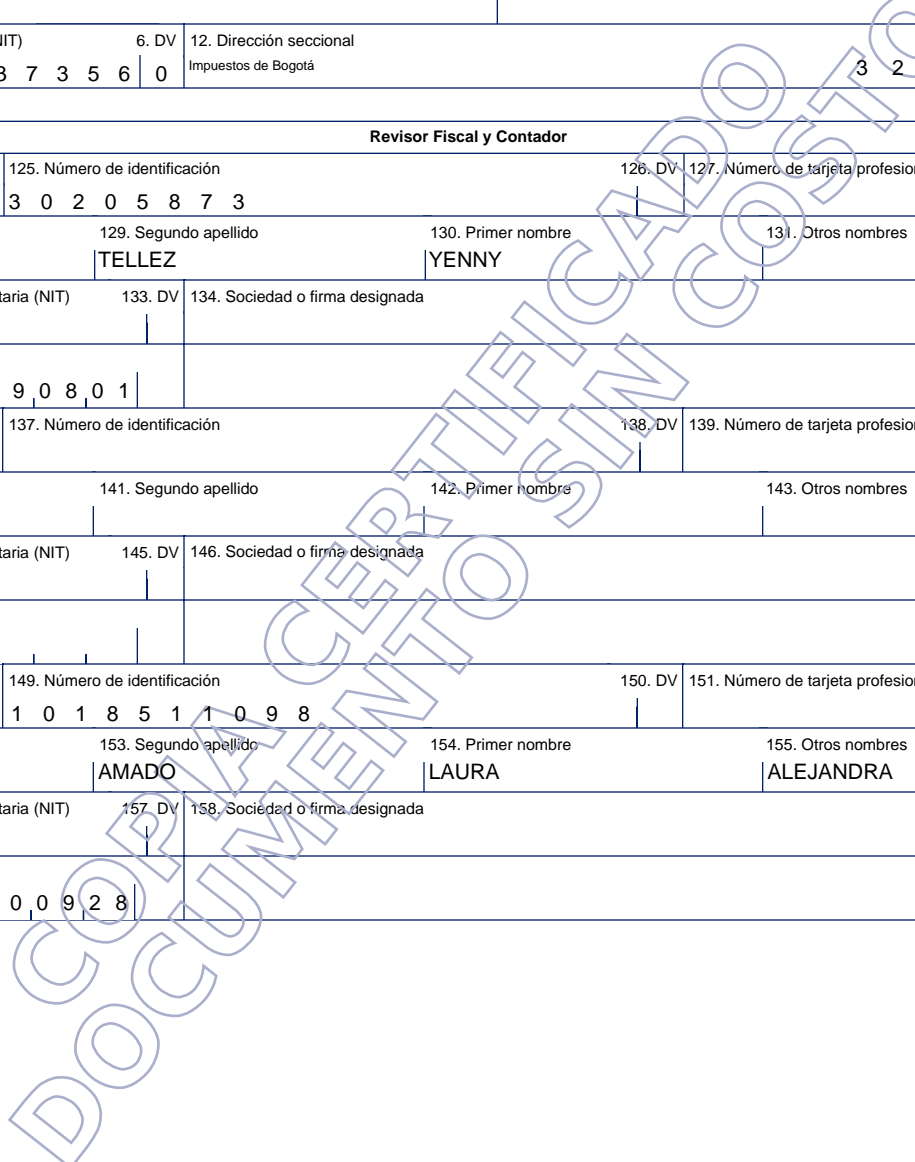 NIT) 6. DV 12. Dirección seccional
8 7 3 5 6 0 Impuestos de Bogotá 3 2
Revisor Fiscal y Contador
125. Número de identificación 126. DV 127. Número de tarjeta profesion
3 0 2 0 5 8 7 3
129. Segundo apellido 130. Primer nombre 131. Otros nombres
TELLEZ YENNY
taria (NIT) 133. DV 134. Sociedad o firma designada
9 0 8 0 1
137. Número de identificación 138. DV 139. Número de tarjeta profesion
141. Segundo apellido 142. Primer nombre 143. Otros nombres
taria (NIT) 145. DV 146. Sociedad o firma designada
149. Número de identificación 150. DV 151. Número de tarjeta profesion
1 0 1 8 5 1 1 0 9 8
153. Segundo apellido 154. Primer nombre 155. Otros nombres
AMADO LAURA ALEJANDRA
taria (NIT) 157. DV 158. Sociedad o firma designada
0 0 9 2 8
COPIA CERTIFICADO
DOCUMENTO SIN COSTO